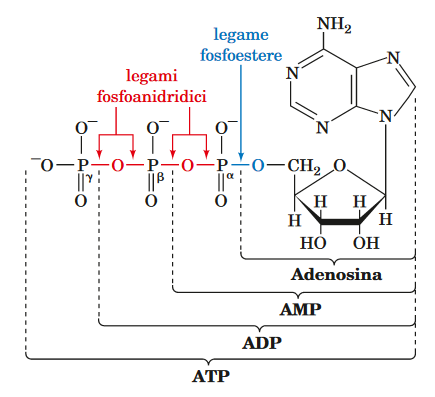 NH₂
legame
fosfoestere
legami
fosfoanidridici
N
N
N
N
O⁻ O⁻ O⁻
⁻O—P—O—P—O—P—O—CH₂ O
γ β α
O O O
H H
H H
HO OH
Adenosina
AMP
ADP
ATP